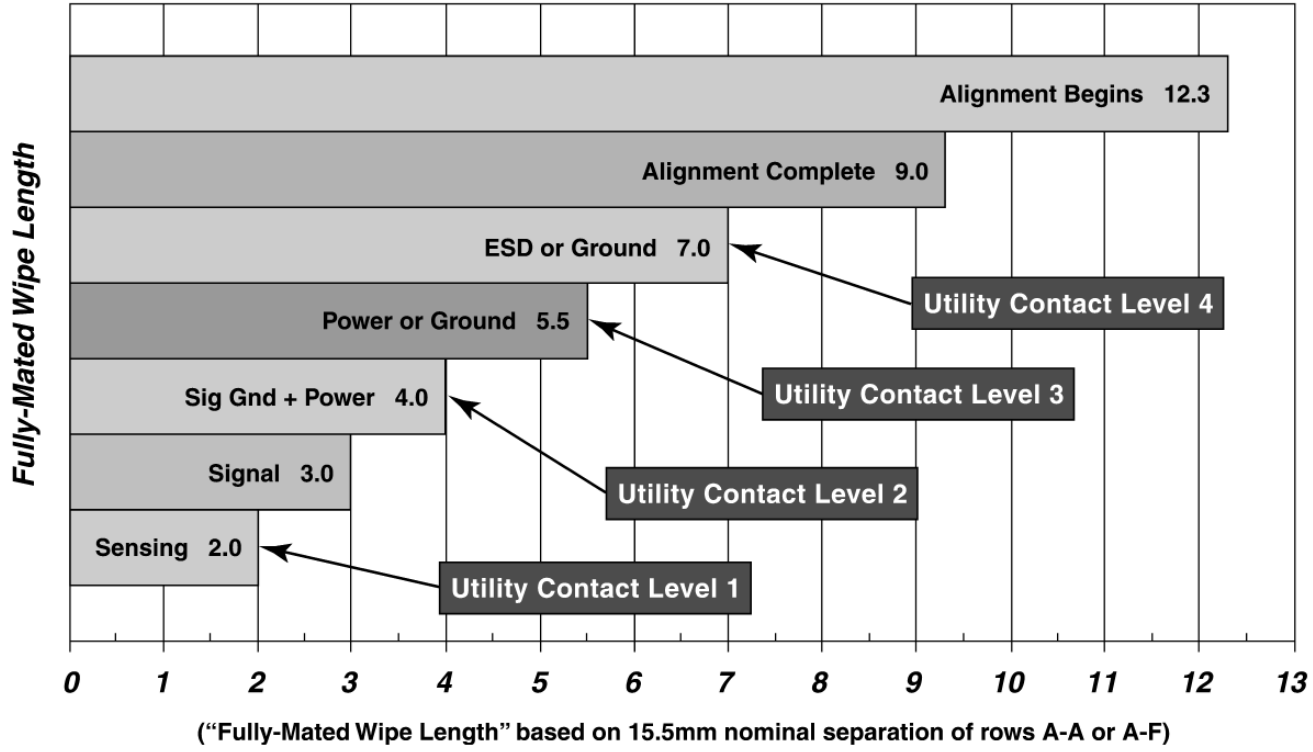 Fully-Mated Wipe Length
Alignment Begins 12.3
Alignment Complete 9.0
ESD or Ground 7.0
Utility Contact Level 4
Power or Ground 5.5
Utility Contact Level 3
Sig Gnd + Power 4.0
Utility Contact Level 2
Signal 3.0
Sensing 2.0
Utility Contact Level 1
0 1 2 3 4 5 6 7 8 9 10 11 12 13
(“Fully-Mated Wipe Length” based on 15.5mm nominal separation of rows A-A or A-F)